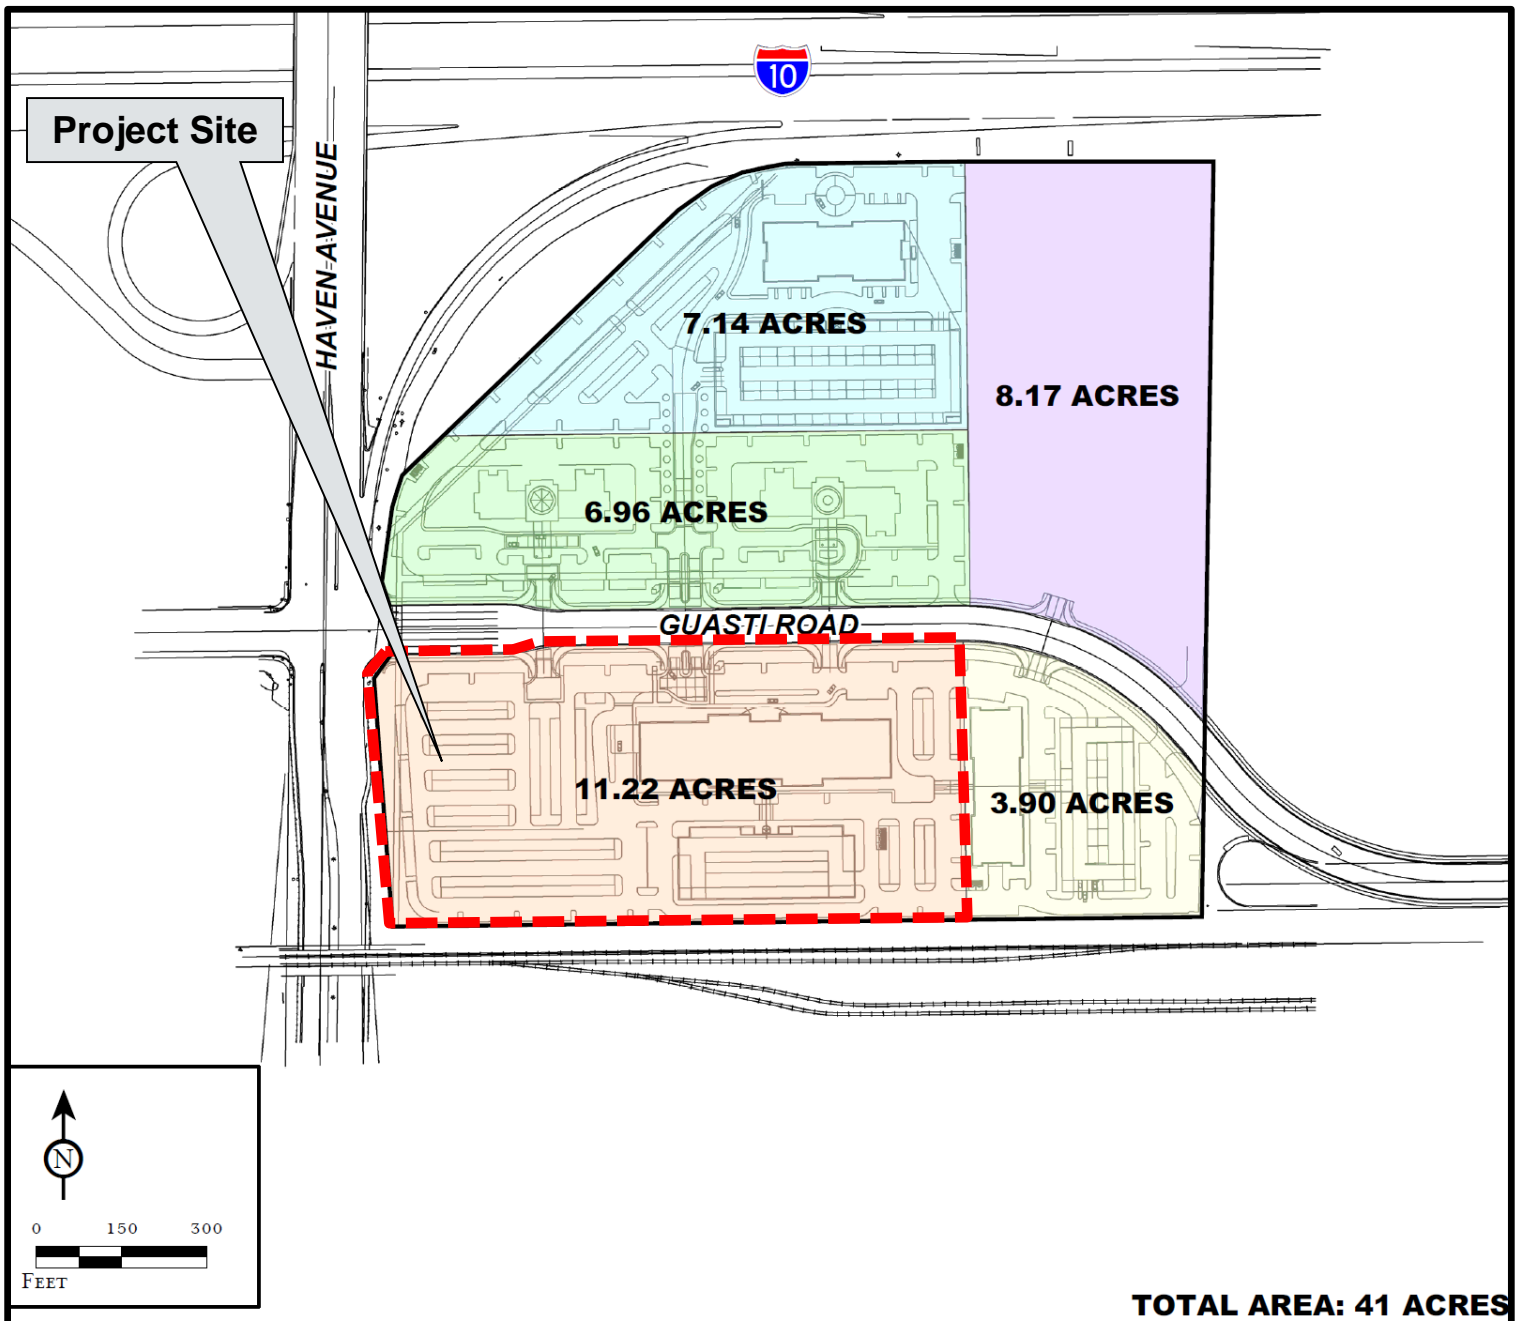 10
Project Site
HAVEN AVENUE
7.14 ACRES
8.17 ACRES
6.96 ACRES
GUASTI ROAD
11.22 ACRES
3.90 ACRES
N
0 150 300
FEET
TOTAL AREA: 41 ACRES